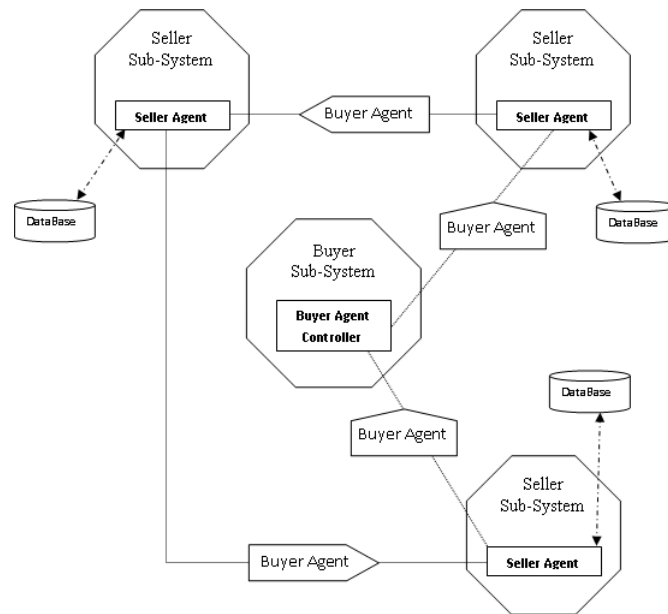 Seller
Sub-System
Seller Agent
Buyer Agent
Seller
Sub-System
Seller Agent
DataBase
DataBase
Buyer Agent
Buyer
Sub-System
Buyer Agent
Controller
DataBase
Buyer Agent
Seller
Sub-System
Seller Agent
Buyer Agent